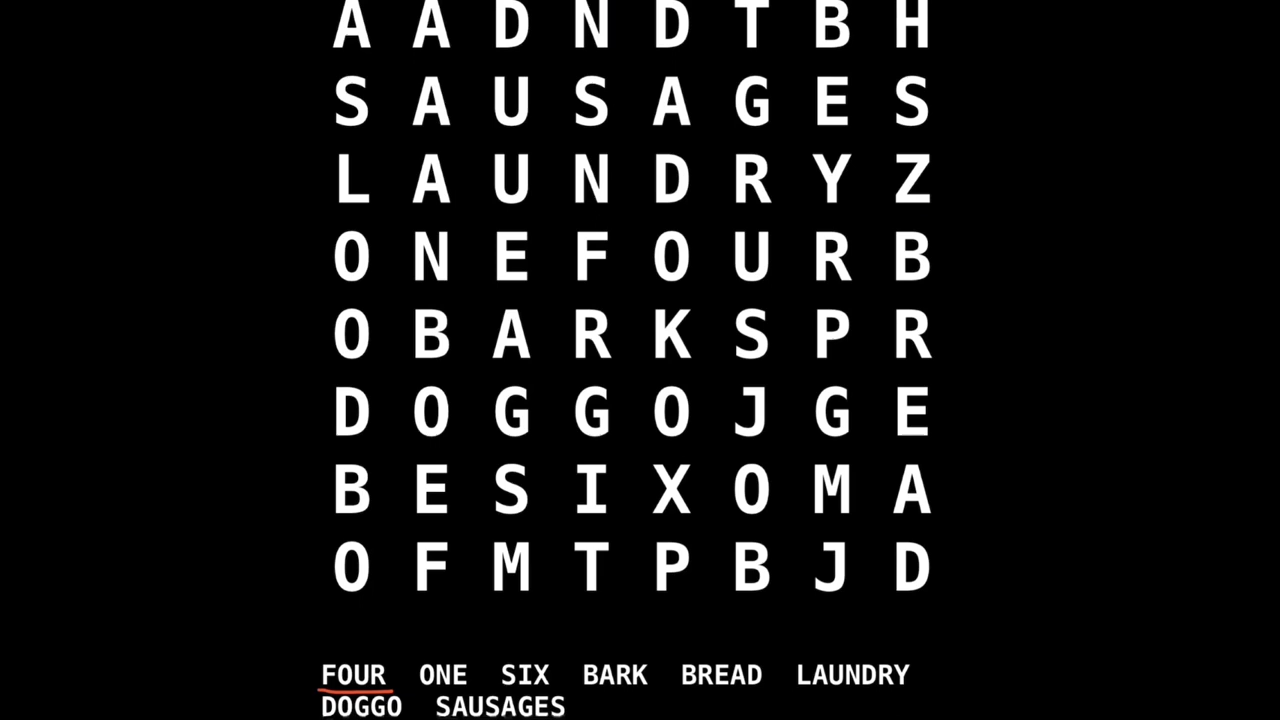 A A D N D T B H
S A U S A G E S
L A U N D R Y Z
O N E F O U R B
O B A R K S P R
D O G G O J G E
B E S I X O M A
O F M T P B J D
FOUR ONE SIX BARK BREAD LAUNDRY
DOGGO SAUSAGES